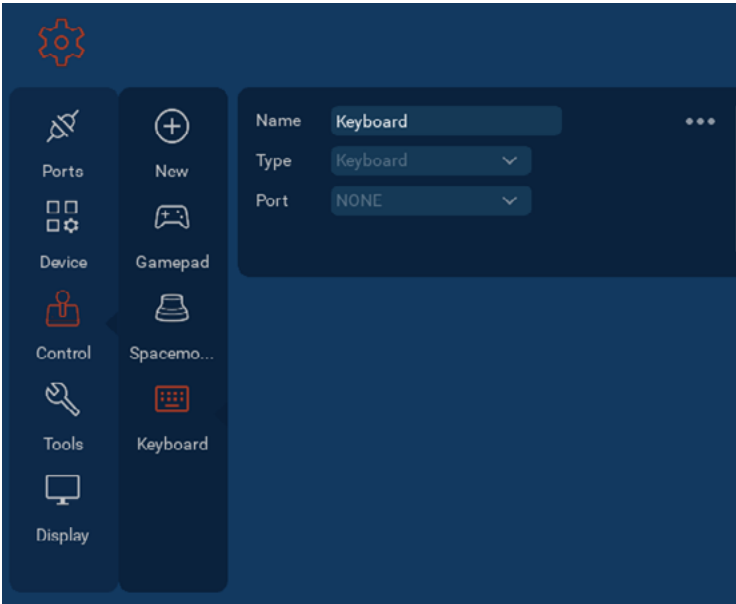 Ports
Device
Control
Tools
Display
New
Gamepad
Spacemo...
Keyboard
Name Keyboard
Type Keyboard
Port NONE